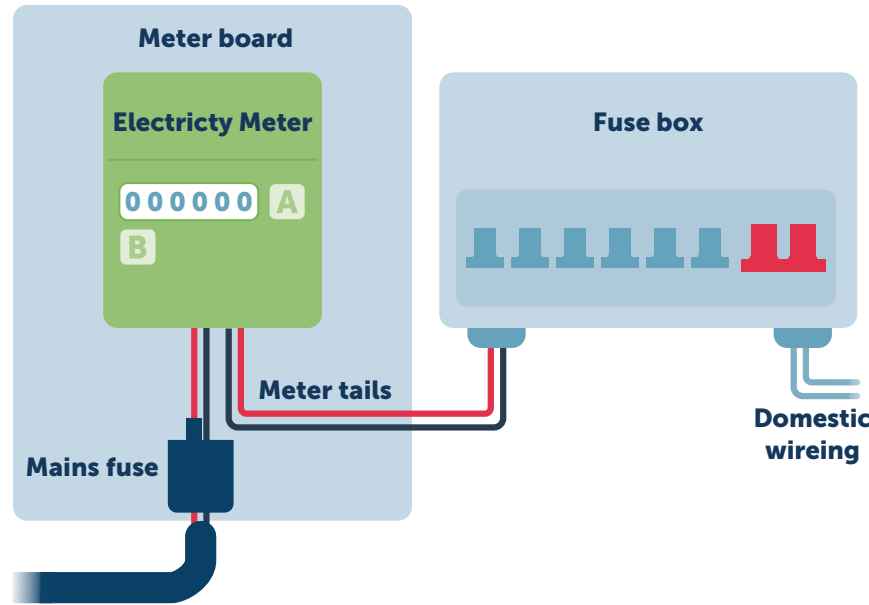 Meter board
Electricty Meter
000000 A
B
Fuse box
Meter tails
Mains fuse
Domestic
wireing